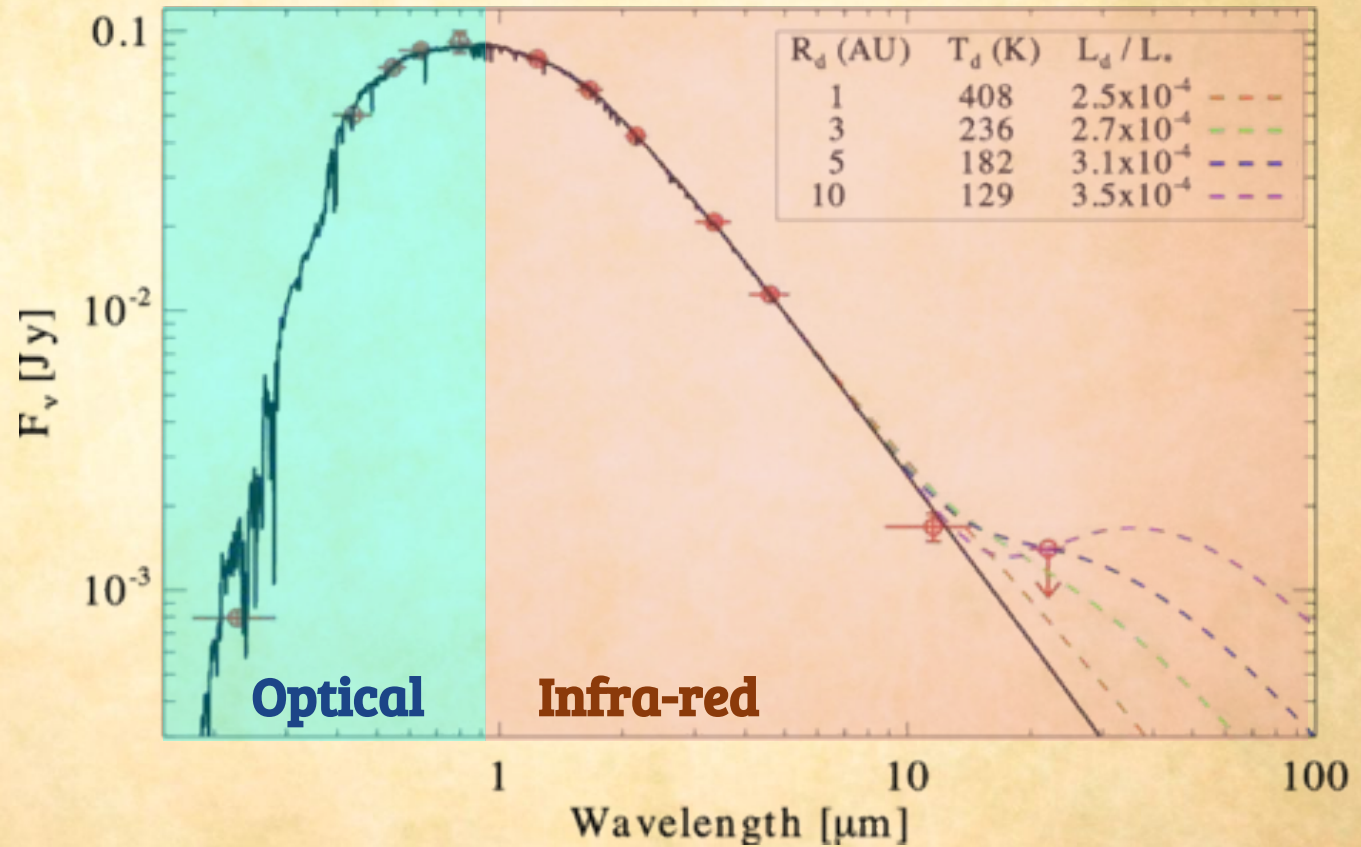 0.1
10⁻²
10⁻³
F_ν [Jy]
R_d (AU) T_d (K) L_d / L_*
1 408 2.5x10⁻⁴
3 236 2.7x10⁻⁴
5 182 3.1x10⁻⁴
10 129 3.5x10⁻⁴
Optical Infra-red
1 10 100
Wavelength [μm]